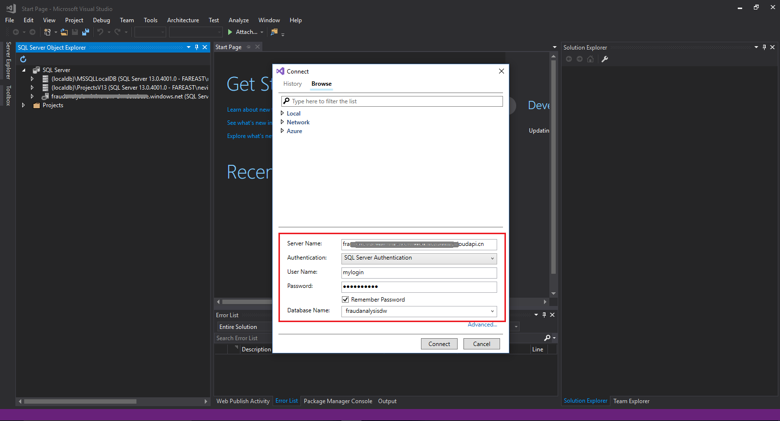 Start Page - Microsoft Visual Studio
File Edit View Project Debug Team Tools Architecture Test Analyze Window Help
Attach...
Server Explorer
Toolbox
SQL Server Object Explorer
SQL Server
(localdb)\MSSQLLocalDB (SQL Server 13.0.4001.0 - FAREAST\
(localdb)\ProjectsV13 (SQL Server 13.0.4001.0 - FAREAST\nevi
.windows.net (SQL Serv
Projects
Start Page
Get St
Learn about new
See what's new in
Explore what's ne
Recen
Deve
Updatin
Connect
History Browse
Type here to filter the list
Local
Network
Azure
Server Name: fra oudapi.cn
Authentication: SQL Server Authentication
User Name: mylogin
Password: ●●●●●●●●●●
Remember Password
Database Name: fraudanalysisdw
Advanced...
Connect Cancel
Error List
Entire Solution
Search Error List
Description Line
Web Publish Activity Error List Package Manager Console Output
Solution Explorer
Solution Explorer Team Explorer